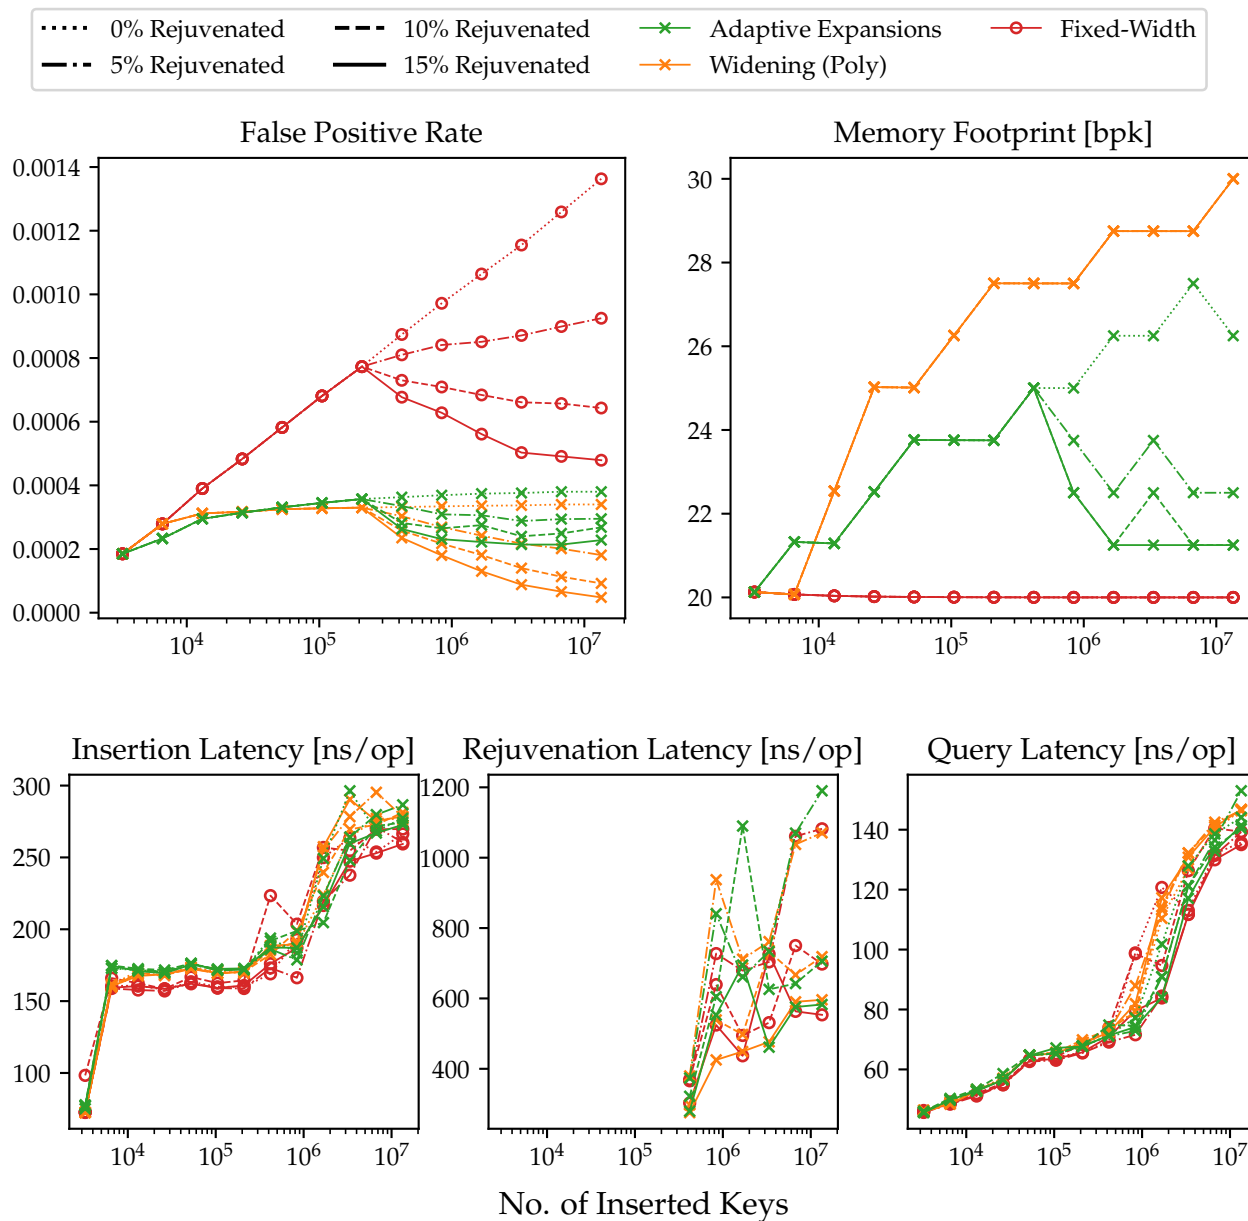 0% Rejuvenated 10% Rejuvenated Adaptive Expansions Fixed-Width
5% Rejuvenated 15% Rejuvenated Widening (Poly)
False Positive Rate
0.0014
0.0012
0.0010
0.0008
0.0006
0.0004
0.0002
0.0000
10^4 10^5 10^6 10^7
Memory Footprint [bpk]
30
28
26
24
22
20
10^4 10^5 10^6 10^7
Insertion Latency [ns/op]
300
250
200
150
100
10^4 10^5 10^6 10^7
Rejuvenation Latency [ns/op]
1200
1000
800
600
400
10^4 10^5 10^6 10^7
Query Latency [ns/op]
140
120
100
80
60
10^4 10^5 10^6 10^7
No. of Inserted Keys